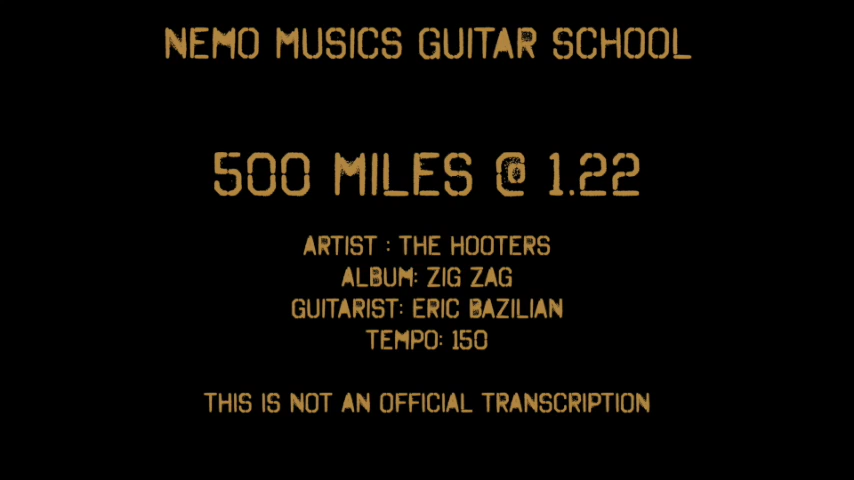 NEMO MUSICS GUITAR SCHOOL
500 MILES @ 1.22
ARTIST : THE HOOTERS
ALBUM: ZIG ZAG
GUITARIST: ERIC BAZILIAN
TEMPO: 150
THIS IS NOT AN OFFICIAL TRANSCRIPTION